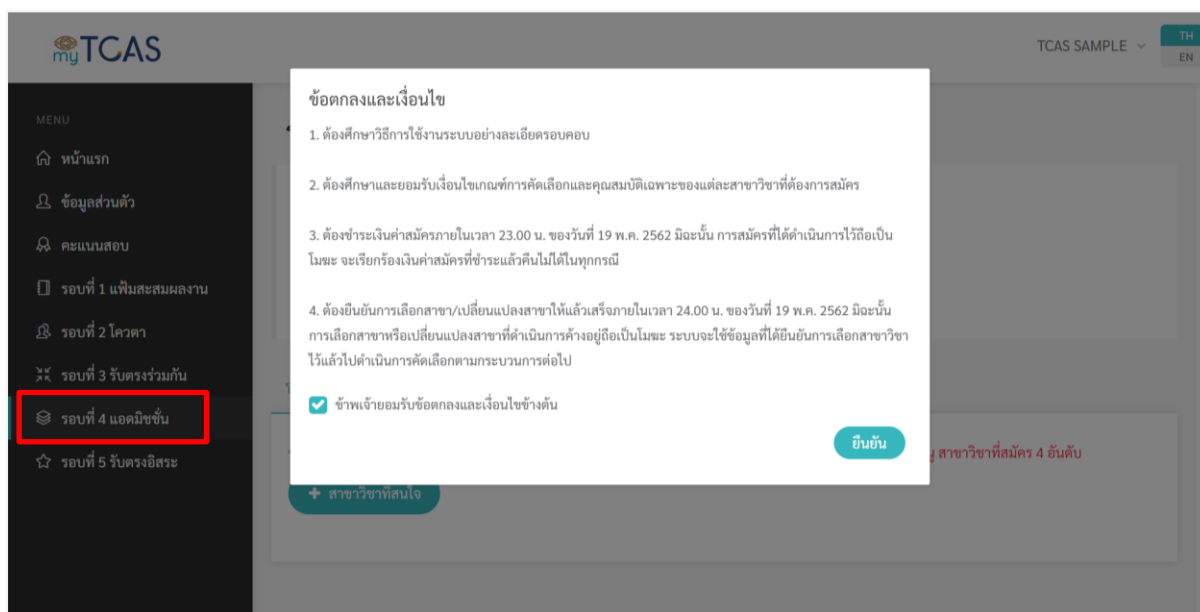 myTCAS
TCAS SAMPLE
TH
EN
MENU
หน้าแรก
ข้อมูลส่วนตัว
คะแนนสอบ
รอบที่ 1 แฟ้มสะสมผลงาน
รอบที่ 2 โควตา
รอบที่ 3 รับตรงร่วมกัน
รอบที่ 4 แอดมิชชั่น
รอบที่ 5 รับตรงอิสระ
ข้อตกลงและเงื่อนไข
1. ต้องศึกษาวิธีการใช้งานระบบอย่างละเอียดรอบคอบ
2. ต้องศึกษาและยอมรับเงื่อนไขเกณฑ์การคัดเลือกและคุณสมบัติเฉพาะของแต่ละสาขาวิชาที่ต้องการสมัคร
3. ต้องชำระเงินค่าสมัครภายในเวลา 23.00 น. ของวันที่ 19 พ.ค. 2562 มิฉะนั้น การสมัครที่ได้ดำเนินการไว้ถือเป็น
โมฆะ จะเรียกร้องเงินค่าสมัครที่ชำระแล้วคืนไม่ได้ในทุกกรณี
4. ต้องยืนยันการเลือกสาขา/เปลี่ยนแปลงสาขาให้แล้วเสร็จภายในเวลา 24.00 น. ของวันที่ 19 พ.ค. 2562 มิฉะนั้น
การเลือกสาขาหรือเปลี่ยนแปลงสาขาที่ดำเนินการค้างอยู่ถือเป็นโมฆะ ระบบจะใช้ข้อมูลที่ได้ยืนยันการเลือกสาขาวิชา
ไว้แล้วไปดำเนินการคัดเลือกตามกระบวนการต่อไป
ข้าพเจ้ายอมรับข้อตกลงและเงื่อนไขข้างต้น
ยืนยัน
สาขาวิชาที่สมัคร 4 อันดับ
+ สาขาวิชาที่สนใจ